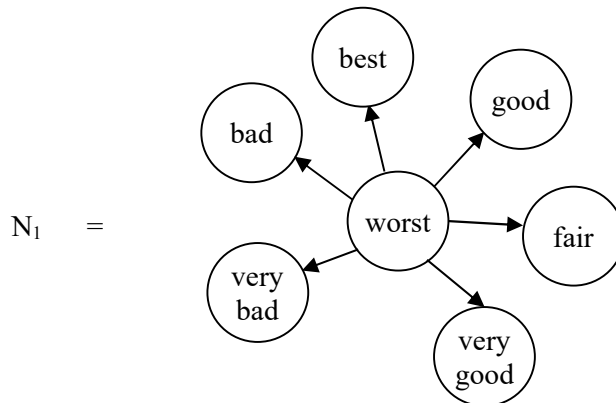 best
good
bad
N₁ =
worst
fair
very
bad
very
good